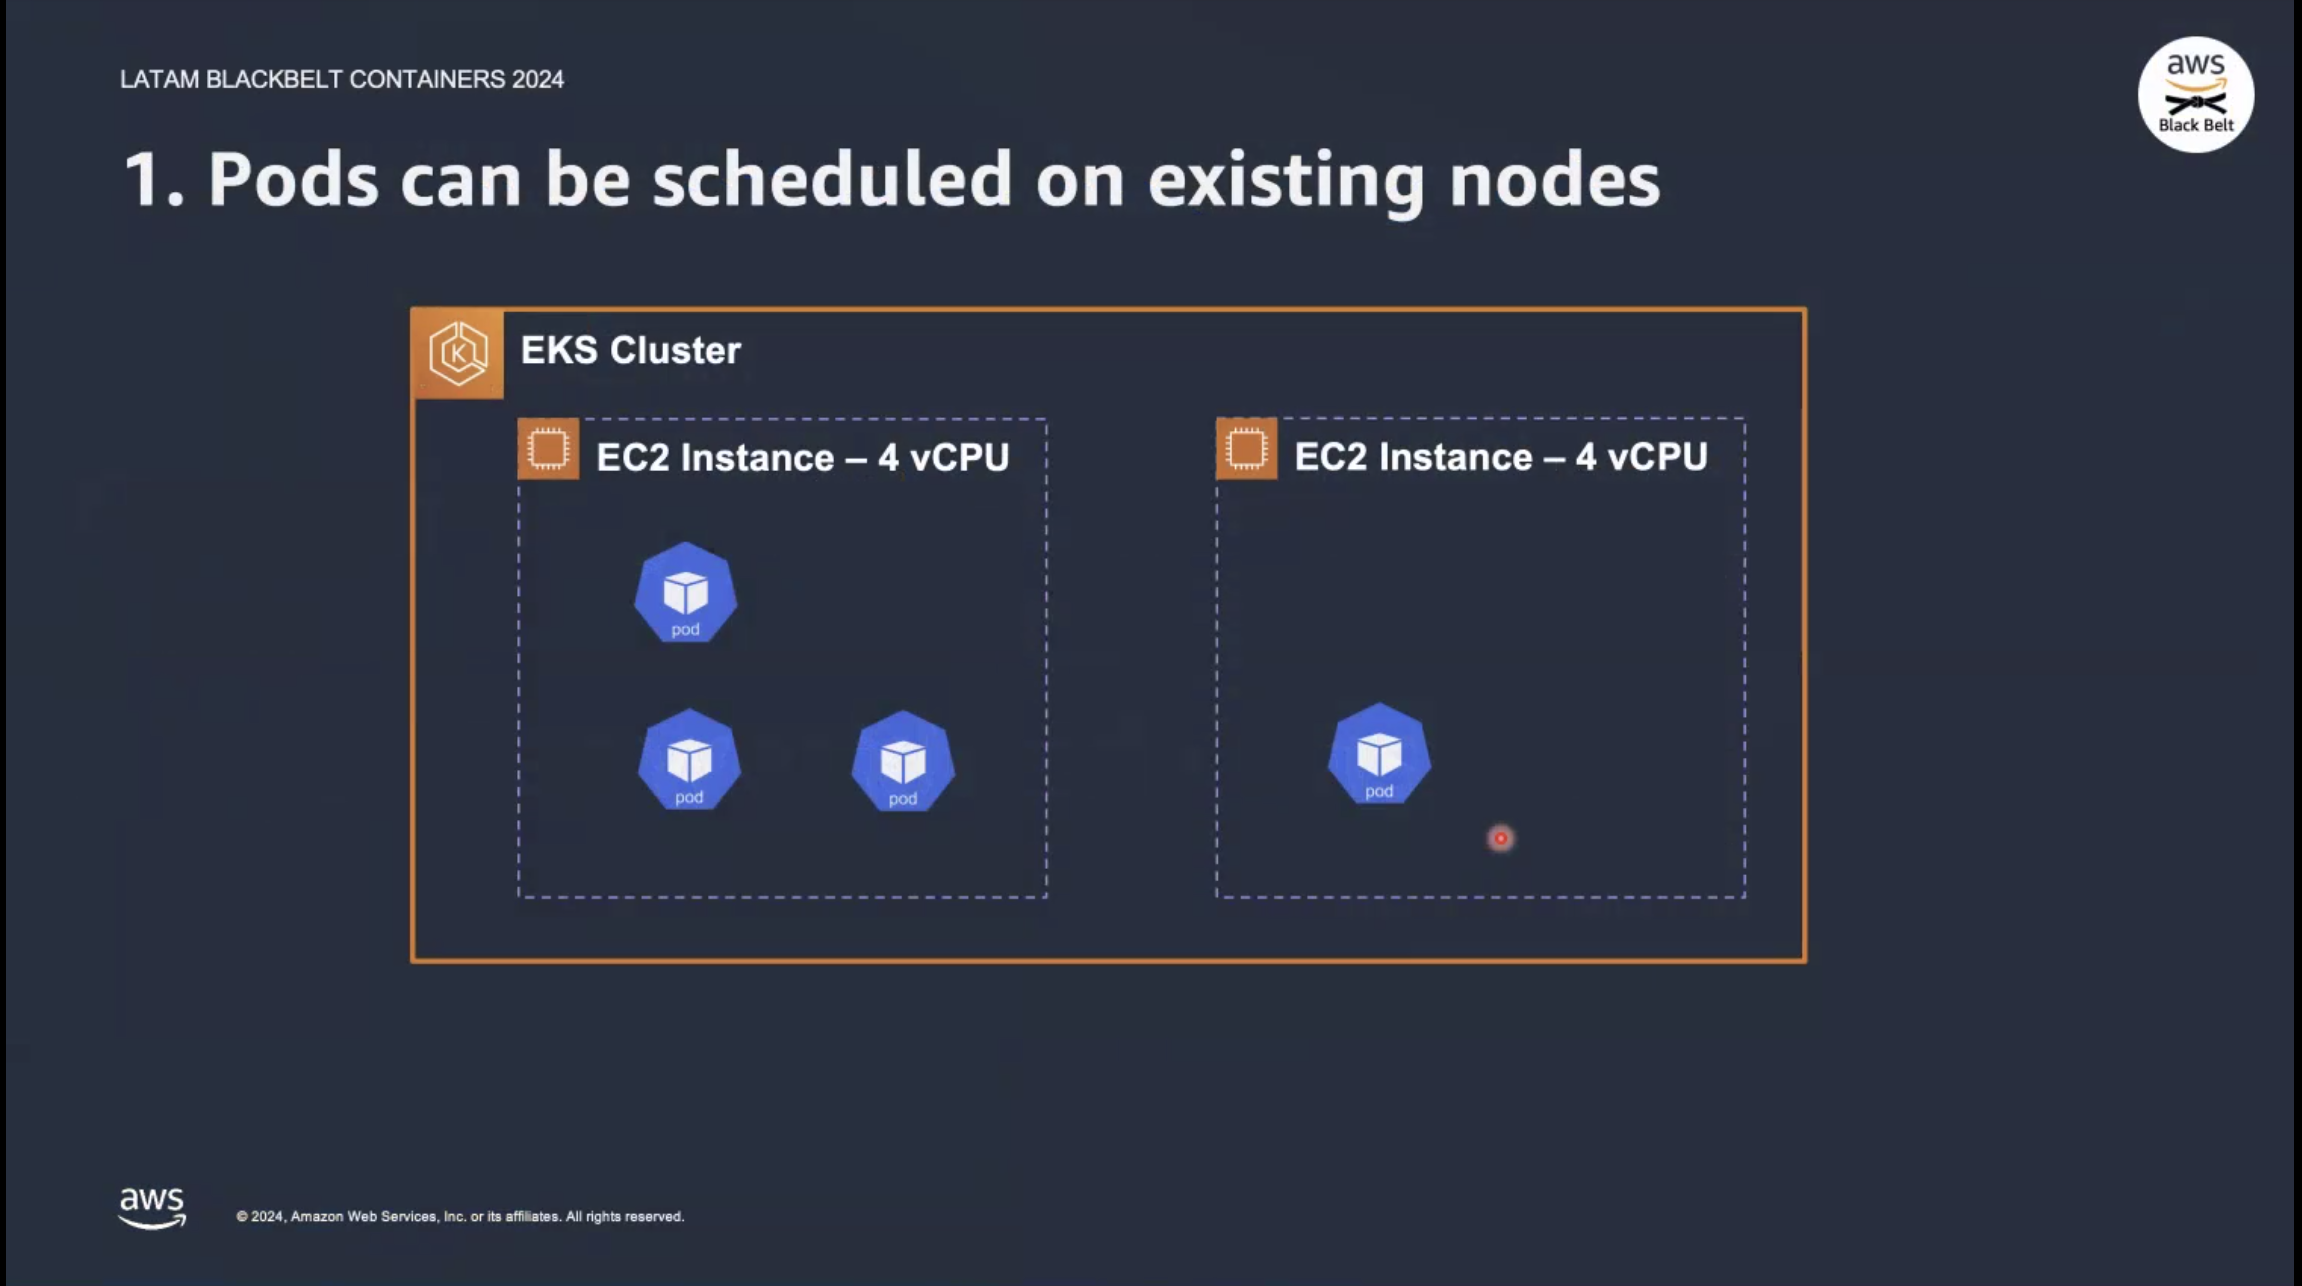 LATAM BLACKBELT CONTAINERS 2024
aws
Black Belt
1. Pods can be scheduled on existing nodes
EKS Cluster
EC2 Instance – 4 vCPU
EC2 Instance – 4 vCPU
pod
pod
pod
pod
aws
© 2024, Amazon Web Services, Inc. or its affiliates. All rights reserved.